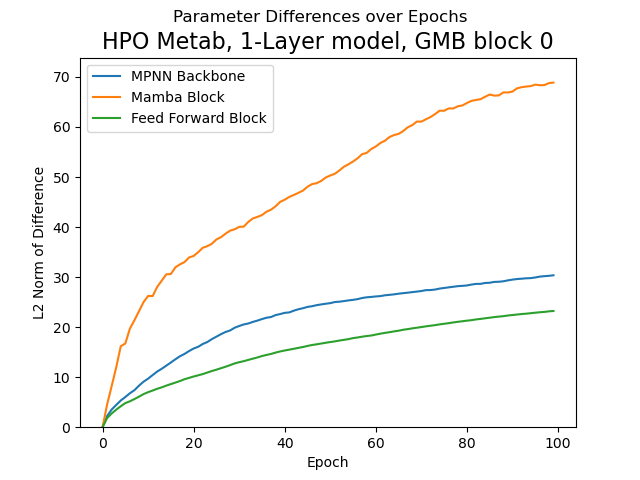 Parameter Differences over Epochs
HPO Metab, 1-Layer model, GMB block 0
MPNN Backbone
Mamba Block
Feed Forward Block
L2 Norm of Difference
70
60
50
40
30
20
10
0
0 20 40 60 80 100
Epoch